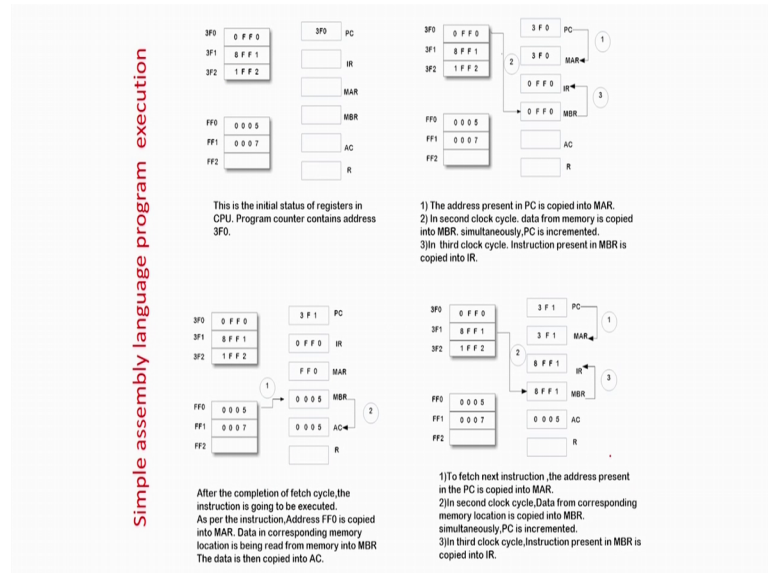 Simple assembly language program execution
3F0 0 F F 0
3F1 8 F F 1
3F2 1 F F 2
FF0 0 0 0 5
FF1 0 0 0 7
FF2
3F0 PC
IR
MAR
MBR
AC
R
This is the initial status of registers in
CPU. Program counter contains address
3F0.
3F0 0 F F 0
3F1 8 F F 1
3F2 1 F F 2
FF0 0 0 0 5
FF1 0 0 0 7
FF2
3 F 0 PC
1
3 F 0 MAR
2
0 F F 0 IR
3
0 F F 0 MBR
AC
R
1) The address present in PC is copied into MAR.
2) In second clock cycle. data from memory is copied
into MBR. simultaneously,PC is incremented.
3)In third clock cycle. Instruction present in MBR is
copied into IR.
3F0 0 F F 0
3F1 8 F F 1
3F2 1 F F 2
FF0 0 0 0 5
FF1 0 0 0 7
FF2
3 F 1 PC
0 F F 0 IR
F F 0 MAR
1
0 0 0 5 MBR
2
0 0 0 5 AC
R
After the completion of fetch cycle,the
instruction is going to be executed.
As per the instruction,Address FF0 is copied
into MAR. Data in corresponding memory
location is being read from memory into MBR
The data is then copied into AC.
3F0 0 F F 0
3F1 8 F F 1
3F2 1 F F 2
FF0 0 0 0 5
FF1 0 0 0 7
FF2
3 F 1 PC
1
3 F 1 MAR
2
8 F F 1 IR
3
8 F F 1 MBR
0 0 0 5 AC
R
1)To fetch next instruction ,the address present
in the PC is copied into MAR.
2)In second clock cycle,Data from corresponding
memory location is copied into MBR.
simultaneously,PC is incremented.
3)In third clock cycle,Instruction present in MBR is
copied into IR.